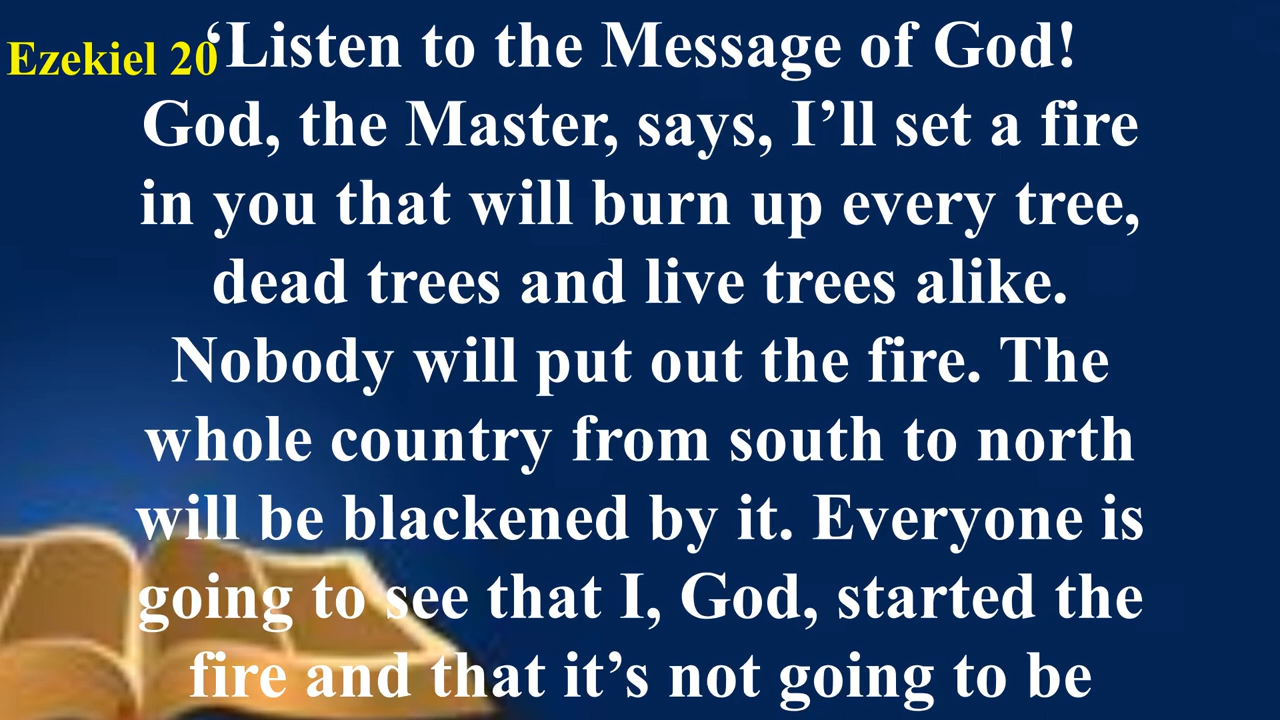 Ezekiel 20
‘Listen to the Message of God!
God, the Master, says, I’ll set a fire
in you that will burn up every tree,
dead trees and live trees alike.
Nobody will put out the fire. The
whole country from south to north
will be blackened by it. Everyone is
going to see that I, God, started the
fire and that it’s not going to be